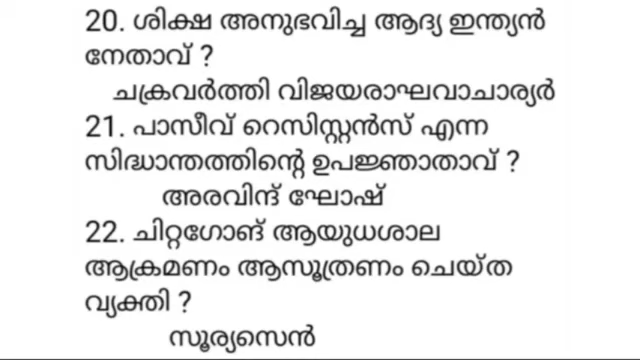 20. ശിക്ഷ അനുഭവിച്ച ആദ്യ ഇന്ത്യൻ
നേതാവ് ?
ചക്രവർത്തി വിജയരാഘവാചാര്യർ
21. പാസീവ് റെസിസ്റ്റൻസ് എന്ന
സിദ്ധാന്തത്തിന്റെ ഉപജ്ഞാതാവ് ?
അരവിന്ദ് ഘോഷ്
22. ചിറ്റഗോങ് ആയുധശാല
ആക്രമണം ആസൂത്രണം ചെയ്ത
വ്യക്തി ?
സൂര്യസെൻ